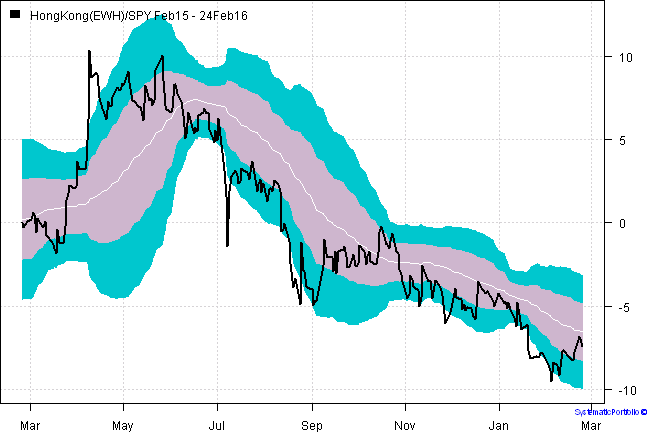 HongKong(EWH)/SPY Feb15 - 24Feb16
10
5
0
-5
-10
Mar May Jul Sep Nov Jan Mar
SystematicPortfolio ©